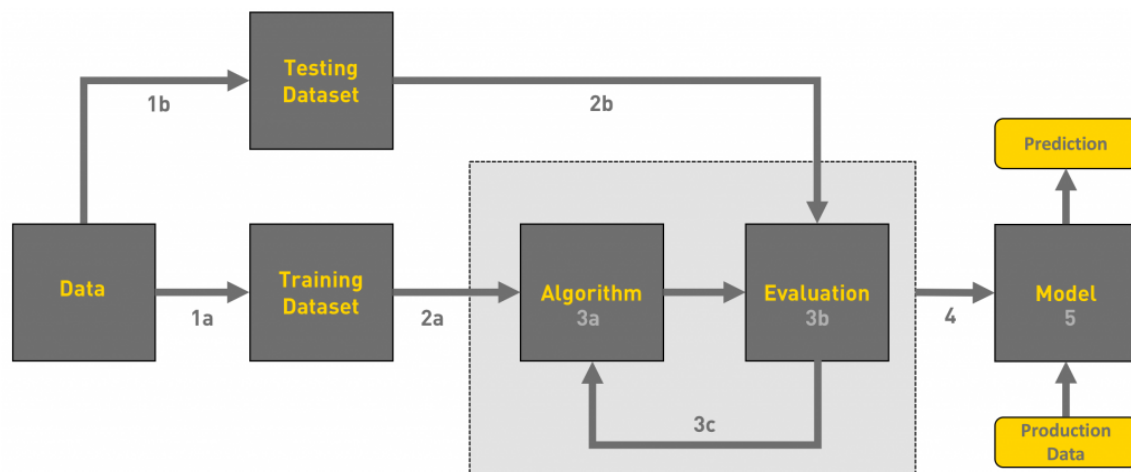 Testing
Dataset
1b
2b
Prediction
Data
1a
Training
Dataset
2a
Algorithm
3a
Evaluation
3b
4
Model
5
3c
Production
Data